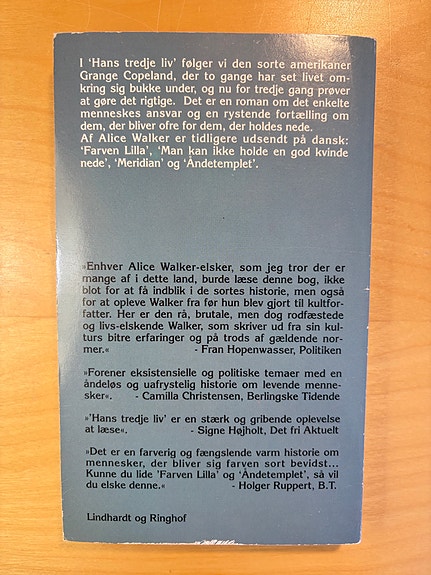 I 'Hans tredje liv' følger vi den sorte amerikaner
Grange Copeland, der to gange har set livet om-
kring sig bukke under, og nu for tredje gang prøver
at gøre det rigtige. Det er en roman om det enkelte
menneskes ansvar og en rystende fortælling om
dem, der bliver ofre for dem, der holdes nede.
Af Alice Walker er tidligere udsendt på dansk:
'Farven Lilla', 'Man kan ikke holde en god kvinde
nede', 'Meridian' og 'Åndetemplet'.
»Enhver Alice Walker-elsker, som jeg tror der er
mange af i dette land, burde læse denne bog, ikke
blot for at få indblik i de sortes historie, men også
for at opleve Walker fra før hun blev gjort til kultfor-
fatter. Her er den rå, brutale, men dog rodfæstede
og livs-elskende Walker, som skriver ud fra sin kul-
turs bitre erfaringer og på trods af gældende nor-
mer.« - Fran Hopenwasser, Politiken
»Forener eksistensielle og politiske temaer med en
åndeløs og uafrystelig historie om levende menne-
sker«. - Camilla Christensen, Berlingske Tidende
»'Hans tredje liv' er en stærk og gribende oplevelse
at læse«. - Signe Højholt, Det fri Aktuelt
»Det er en farverig og fængslende varm historie om
mennesker, der bliver sig farven sort bevidst...
Kunne du lide 'Farven Lilla' og 'Åndetemplet', så vil
du elske denne.« - Holger Ruppert, B.T.
Lindhardt og Ringhof